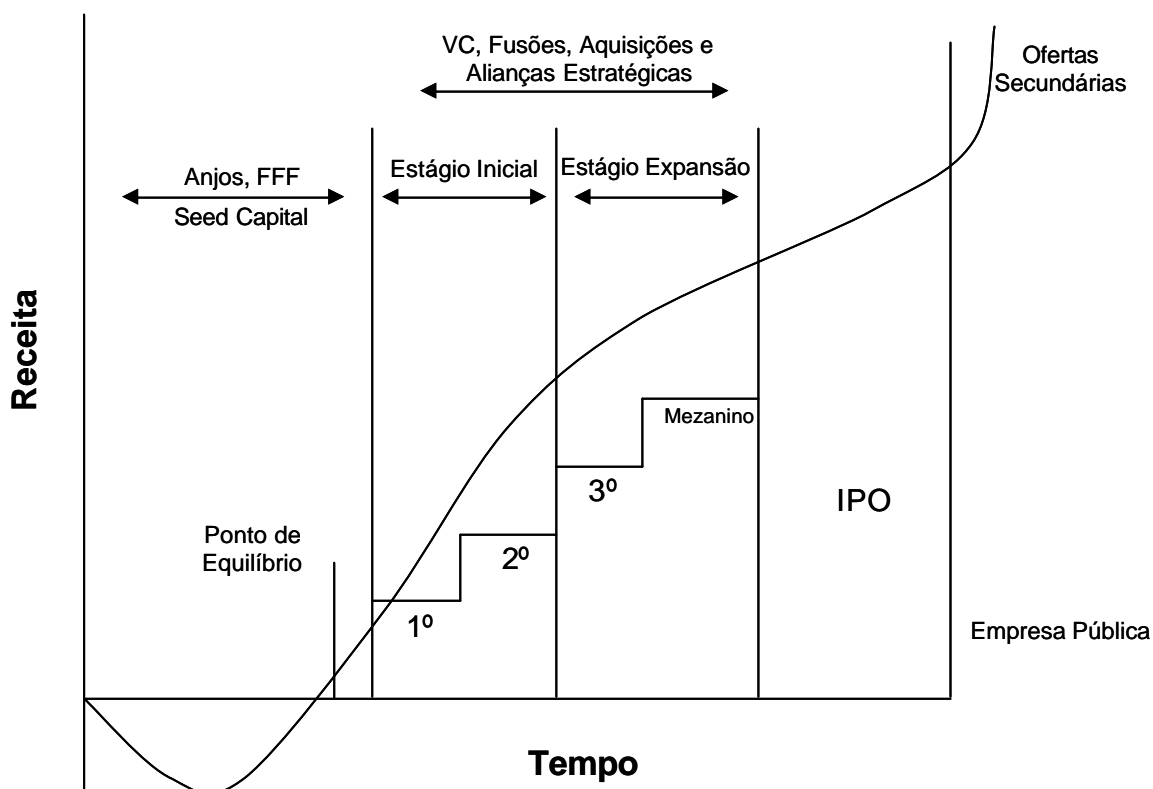 VC, Fusões, Aquisições e
Alianças Estratégicas
Ofertas
Secundárias
Anjos, FFF
Seed Capital
Estágio Inicial
Estágio Expansão
Receita
Mezanino
3º
IPO
Ponto de
Equilíbrio
2º
1º
Empresa Pública
Tempo